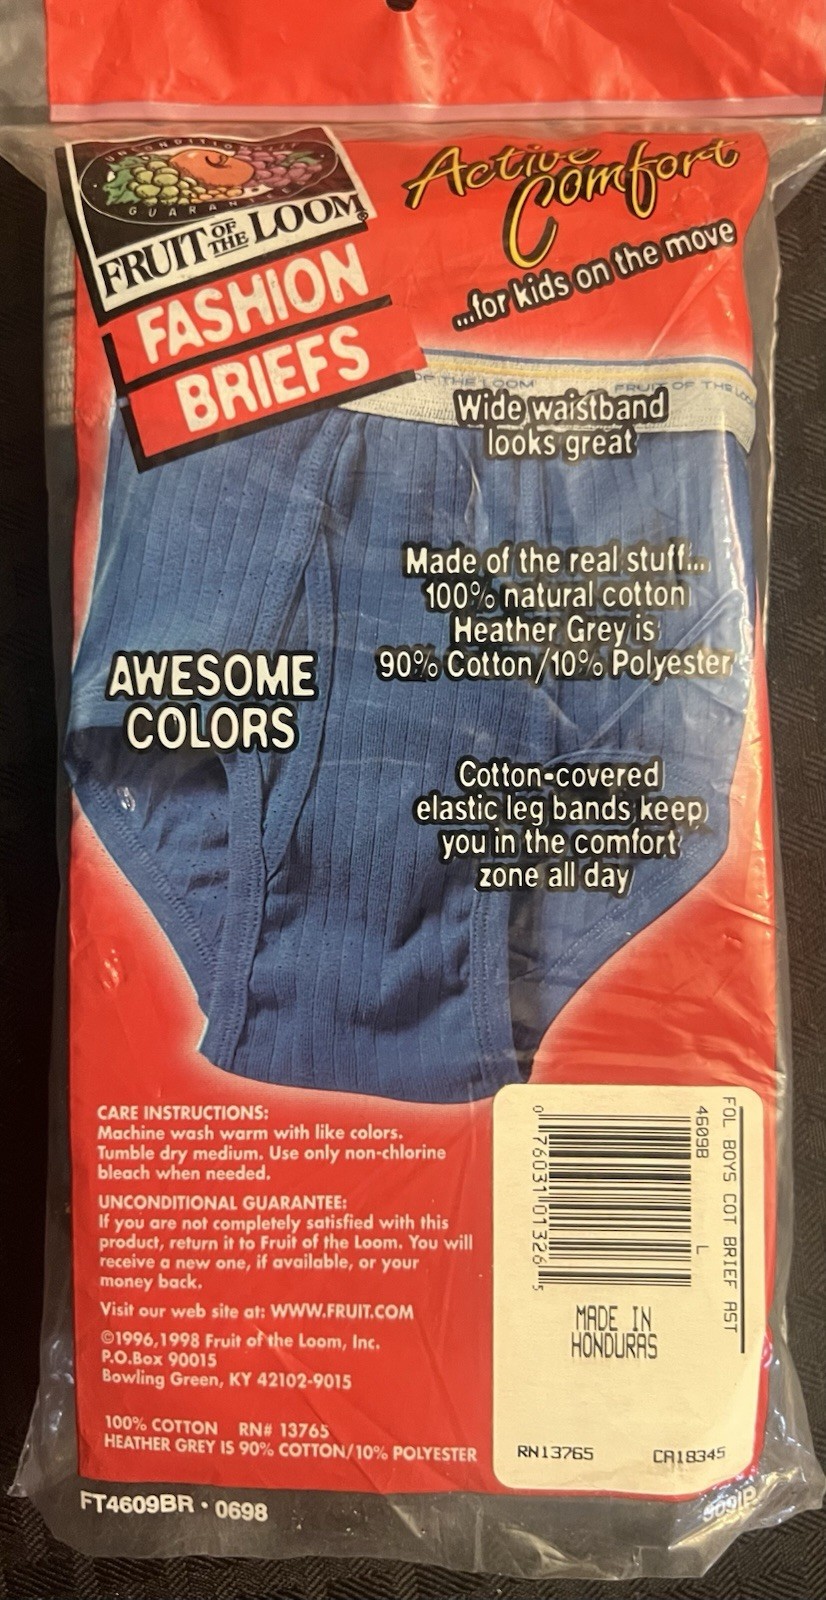 UNCONDITIONALLY
GUARANTEED
FRUIT OF THE LOOM®
FASHION
BRIEFS
Active
Comfort
...for kids on the move
OF THE LOOM FRUIT OF THE LOO
Wide waistband
looks great
Made of the real stuff...
100% natural cotton
Heather Grey is
90% Cotton/10% Polyester
AWESOME
COLORS
Cotton-covered
elastic leg bands keep
you in the comfort
zone all day
CARE INSTRUCTIONS:
Machine wash warm with like colors.
Tumble dry medium. Use only non-chlorine
bleach when needed.
UNCONDITIONAL GUARANTEE:
If you are not completely satisfied with this
product, return it to Fruit of the Loom. You will
receive a new one, if available, or your
money back.
Visit our web site at: WWW.FRUIT.COM
©1996,1998 Fruit of the Loom, Inc.
P.O.Box 90015
Bowling Green, KY 42102-9015
100% COTTON RN# 13765
HEATHER GREY IS 90% COTTON/10% POLYESTER
FOL BOYS COT BRIEF AST
4609B L
0 76031 01326 5
MADE IN
HONDURAS
RN13765 CA18345
FT4609BR • 0698